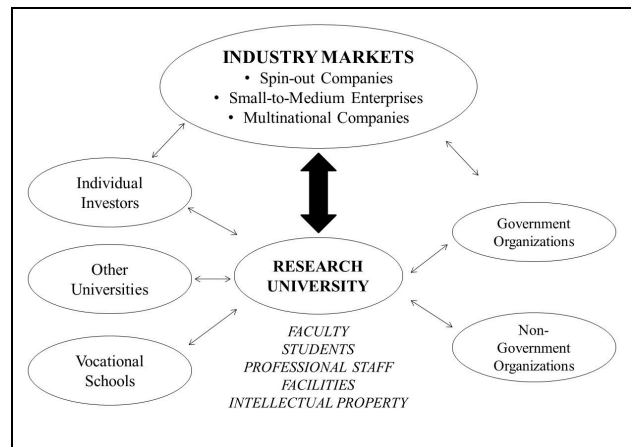 INDUSTRY MARKETS
• Spin-out Companies
• Small-to-Medium Enterprises
• Multinational Companies
Individual
Investors
Other
Universities
Vocational
Schools
RESEARCH
UNIVERSITY
FACULTY
STUDENTS
PROFESSIONAL STAFF
FACILITIES
INTELLECTUAL PROPERTY
Government
Organizations
Non-
Government
Organizations